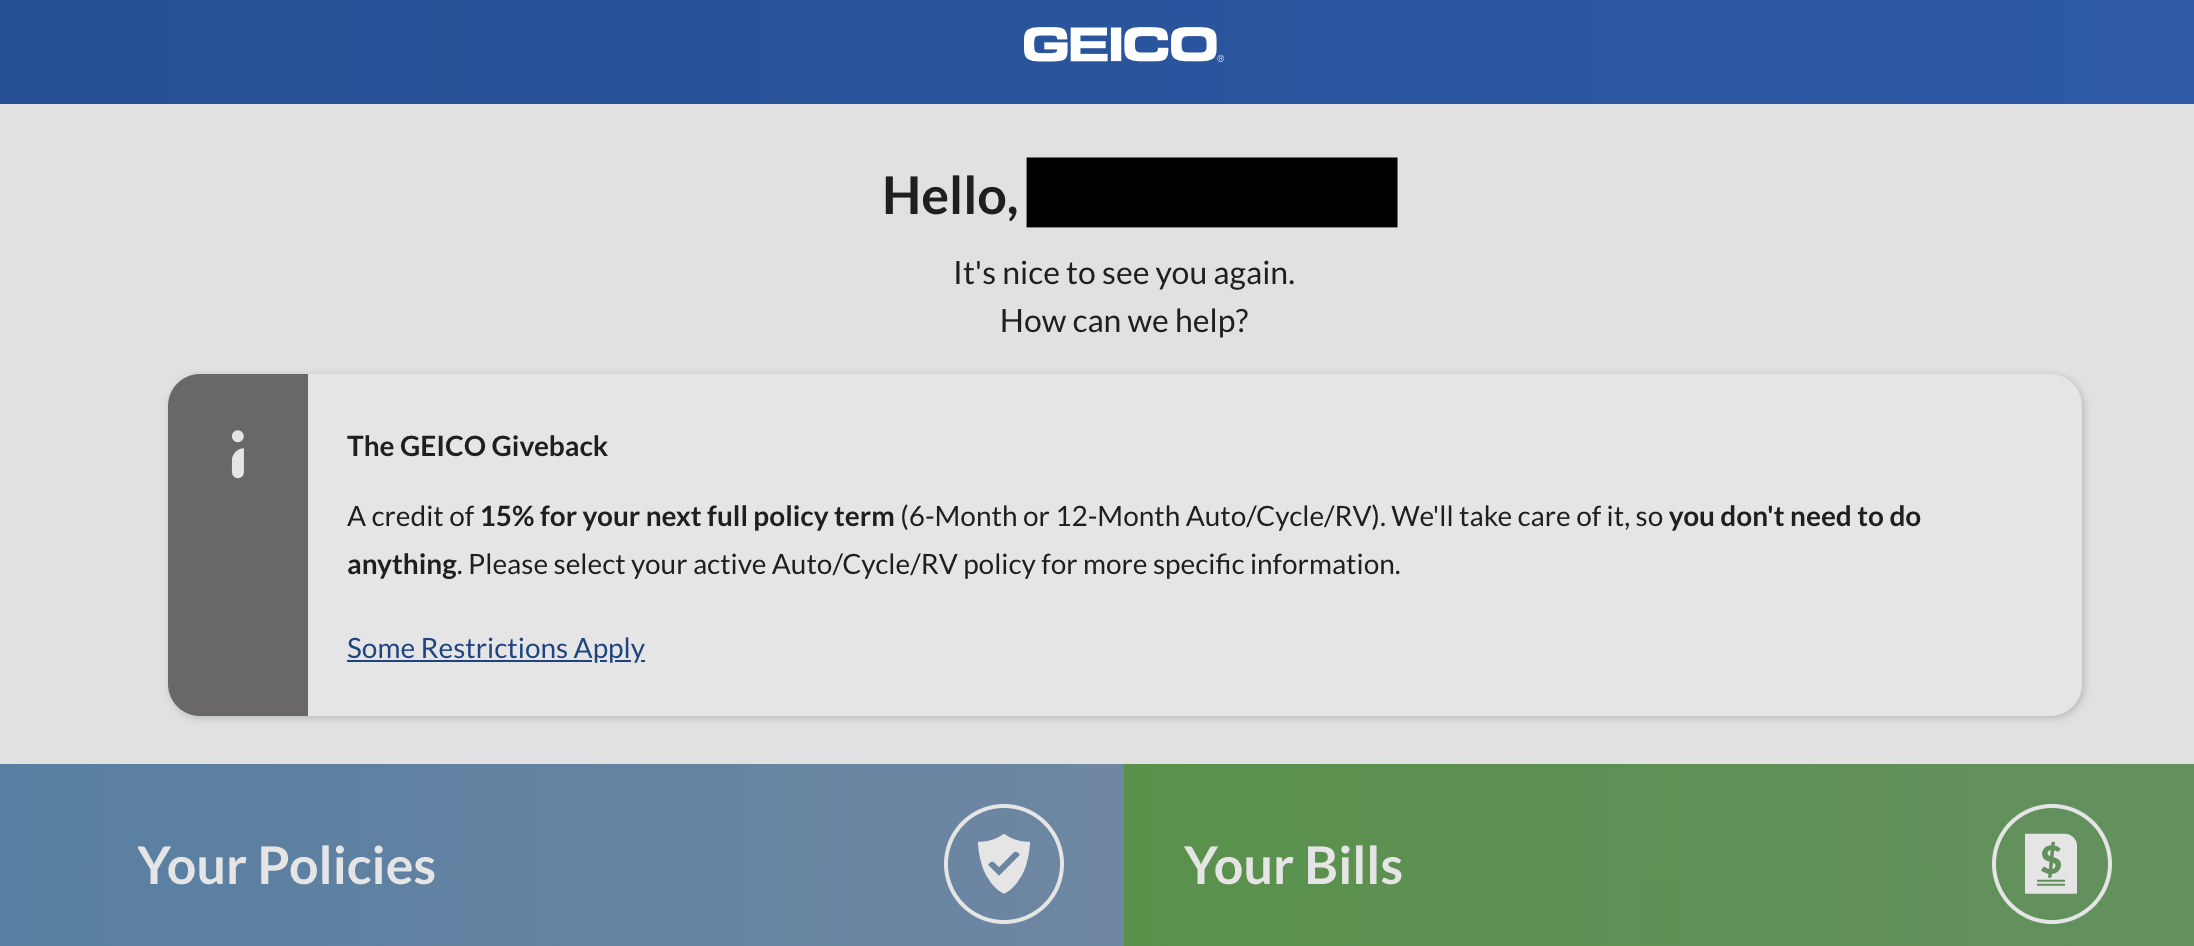 GEICO®
Hello,
It's nice to see you again.
How can we help?
The GEICO Giveback
A credit of 15% for your next full policy term (6-Month or 12-Month Auto/Cycle/RV). We'll take care of it, so you don't need to do
anything. Please select your active Auto/Cycle/RV policy for more specific information.
Some Restrictions Apply
Your Policies
Your Bills
$